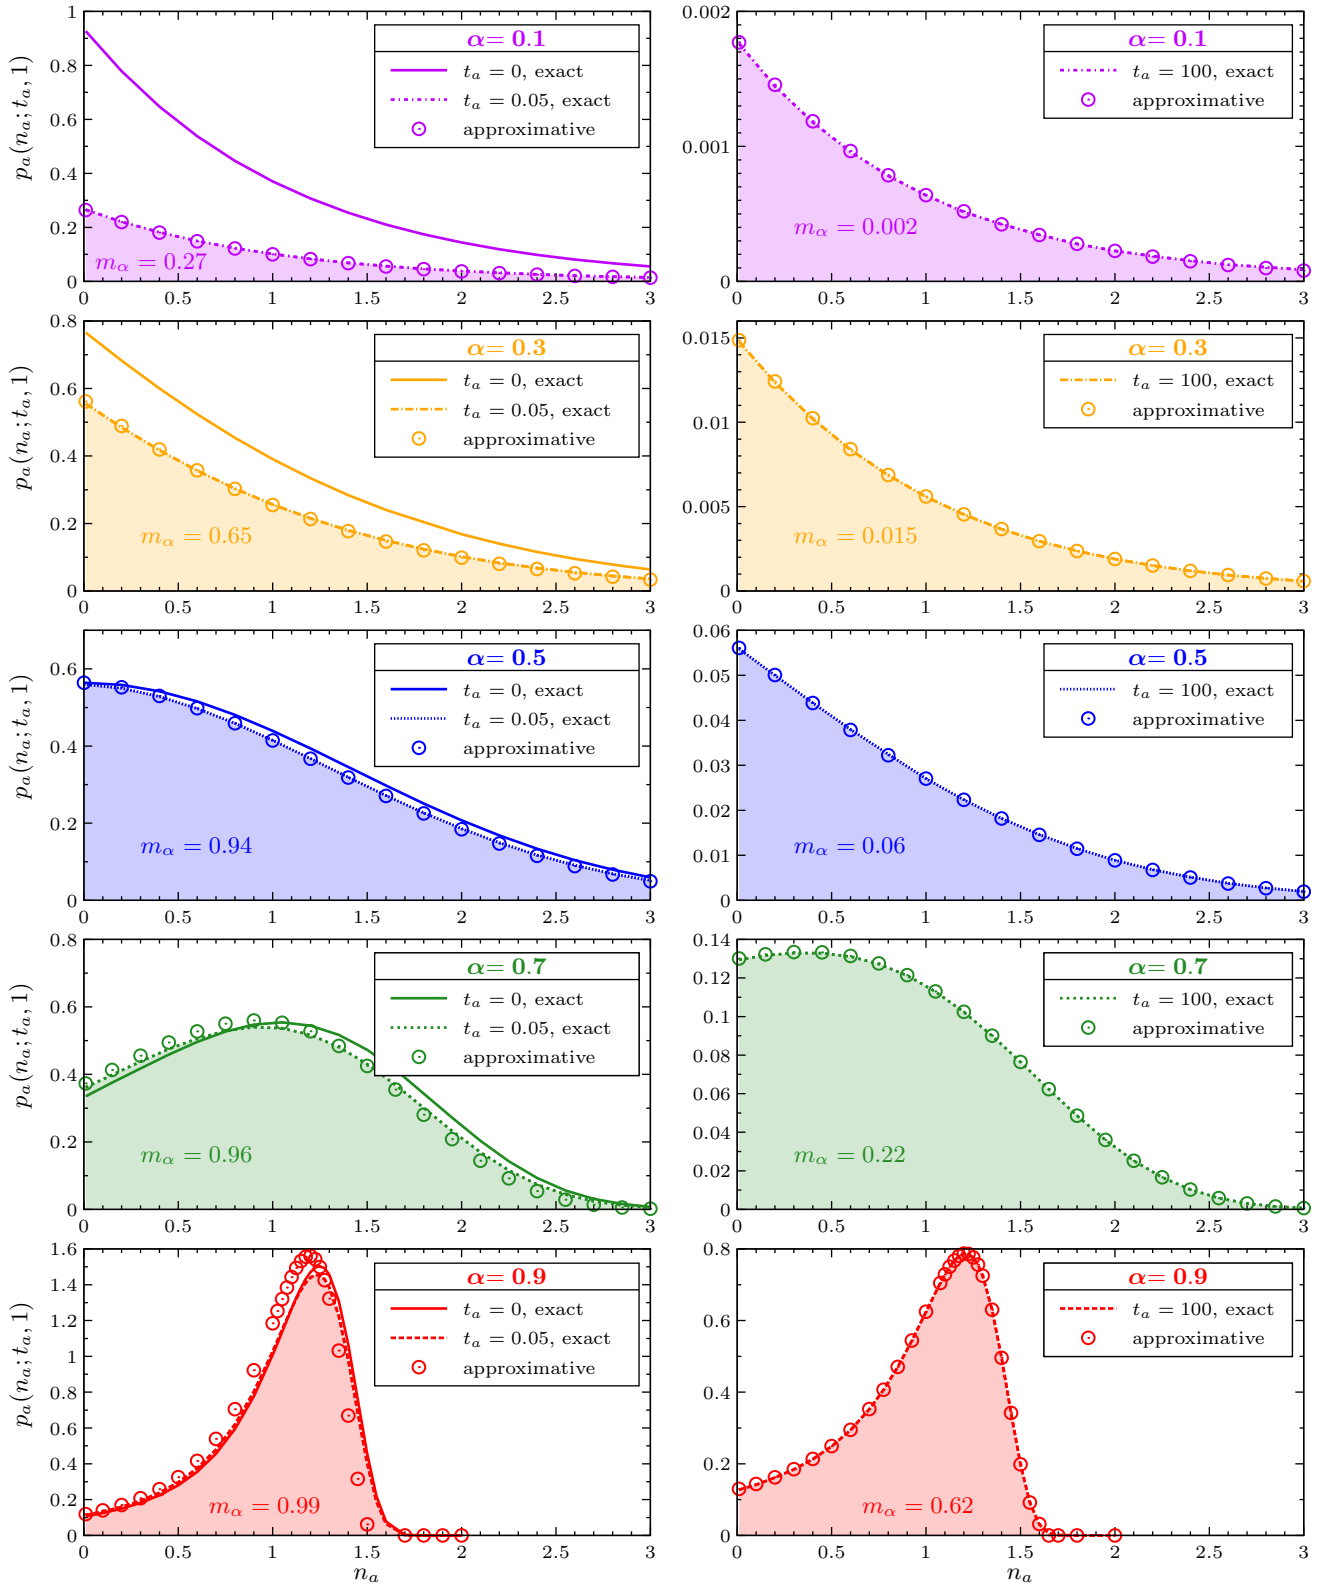 p_a(n_a; t_a, 1)
1
0.8
0.6
0.4
0.2
0
0 0.5 1 1.5 2 2.5 3
α= 0.1
t_a = 0, exact
t_a = 0.05, exact
approximative
m_α = 0.27
0.002
0.001
0
0 0.5 1 1.5 2 2.5 3
α= 0.1
t_a = 100, exact
approximative
m_α = 0.002
p_a(n_a; t_a, 1)
0.8
0.6
0.4
0.2
0
0 0.5 1 1.5 2 2.5 3
α= 0.3
t_a = 0, exact
t_a = 0.05, exact
approximative
m_α = 0.65
0.015
0.01
0.005
0
0 0.5 1 1.5 2 2.5 3
α= 0.3
t_a = 100, exact
approximative
m_α = 0.015
p_a(n_a; t_a, 1)
0.6
0.4
0.2
0
0 0.5 1 1.5 2 2.5 3
α= 0.5
t_a = 0, exact
t_a = 0.05, exact
approximative
m_α = 0.94
0.06
0.05
0.04
0.03
0.02
0.01
0
0 0.5 1 1.5 2 2.5 3
α= 0.5
t_a = 100, exact
approximative
m_α = 0.06
p_a(n_a; t_a, 1)
0.8
0.6
0.4
0.2
0
0 0.5 1 1.5 2 2.5 3
α= 0.7
t_a = 0, exact
t_a = 0.05, exact
approximative
m_α = 0.96
0.14
0.12
0.1
0.08
0.06
0.04
0.02
0
0 0.5 1 1.5 2 2.5 3
α= 0.7
t_a = 100, exact
approximative
m_α = 0.22
p_a(n_a; t_a, 1)
1.6
1.4
1.2
1
0.8
0.6
0.4
0.2
0
0 0.5 1 1.5 2 2.5 3
n_a
α= 0.9
t_a = 0, exact
t_a = 0.05, exact
approximative
m_α = 0.99
0.8
0.6
0.4
0.2
0
0 0.5 1 1.5 2 2.5 3
n_a
α= 0.9
t_a = 100, exact
approximative
m_α = 0.62